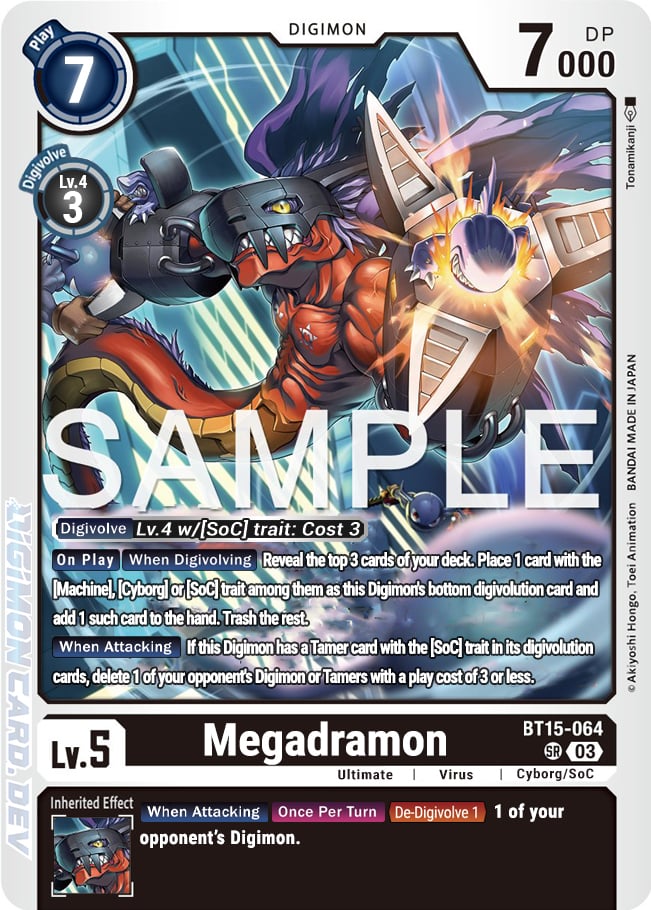 Play
7
DIGIMON
7000
DP
Digivolve
Lv.4
3
Tonamikanji
SAMPLE
Digivolve Lv.4 w/[SoC] trait: Cost 3
On Play When Digivolving Reveal the top 3 cards of your deck. Place 1 card with the
[Machine], [Cyborg] or [SoC] trait among them as this Digimon's bottom digivolution card and
add 1 such card to the hand. Trash the rest.
When Attacking If this Digimon has a Tamer card with the [SoC] trait in its digivolution
cards, delete 1 of your opponent's Digimon or Tamers with a play cost of 3 or less.
© Akiyoshi Hongo, Toei Animation BANDAI MADE IN JAPAN
DIGIMONCARD.DEV
Lv.5
Megadramon
BT15-064
SR 03
Ultimate | Virus | Cyborg/SoC
Inherited Effect
When Attacking Once Per Turn De-Digivolve 1 1 of your
opponent's Digimon.